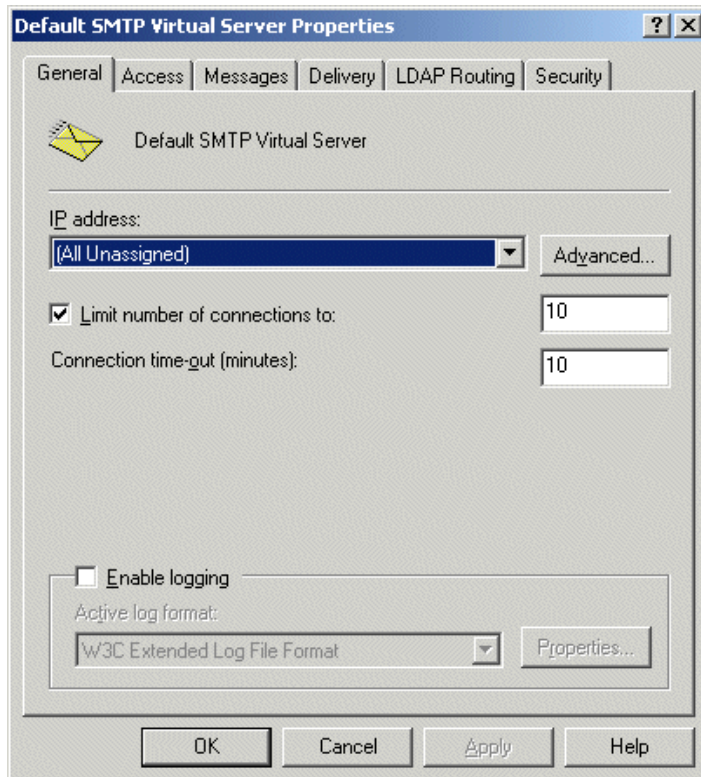 Default SMTP Virtual Server Properties
General Access Messages Delivery LDAP Routing Security
Default SMTP Virtual Server
IP address:
(All Unassigned) Advanced...
Limit number of connections to: 10
Connection time-out (minutes): 10
Enable logging
Active log format:
W3C Extended Log File Format Properties...
OK Cancel Apply Help